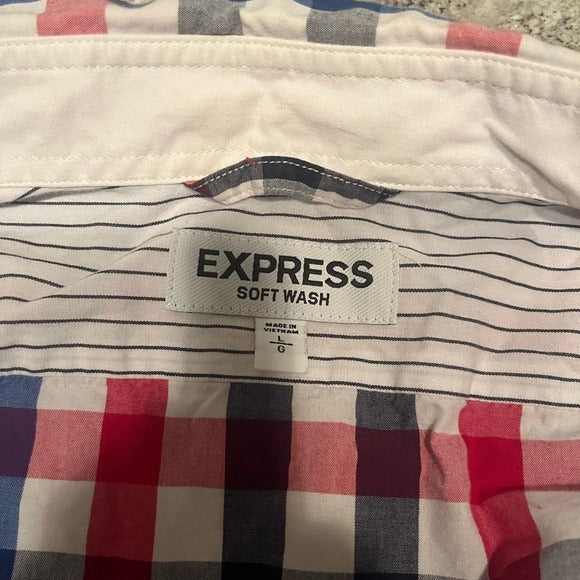 EXPRESS
SOFT WASH
MADE IN
VIETNAM
L
G